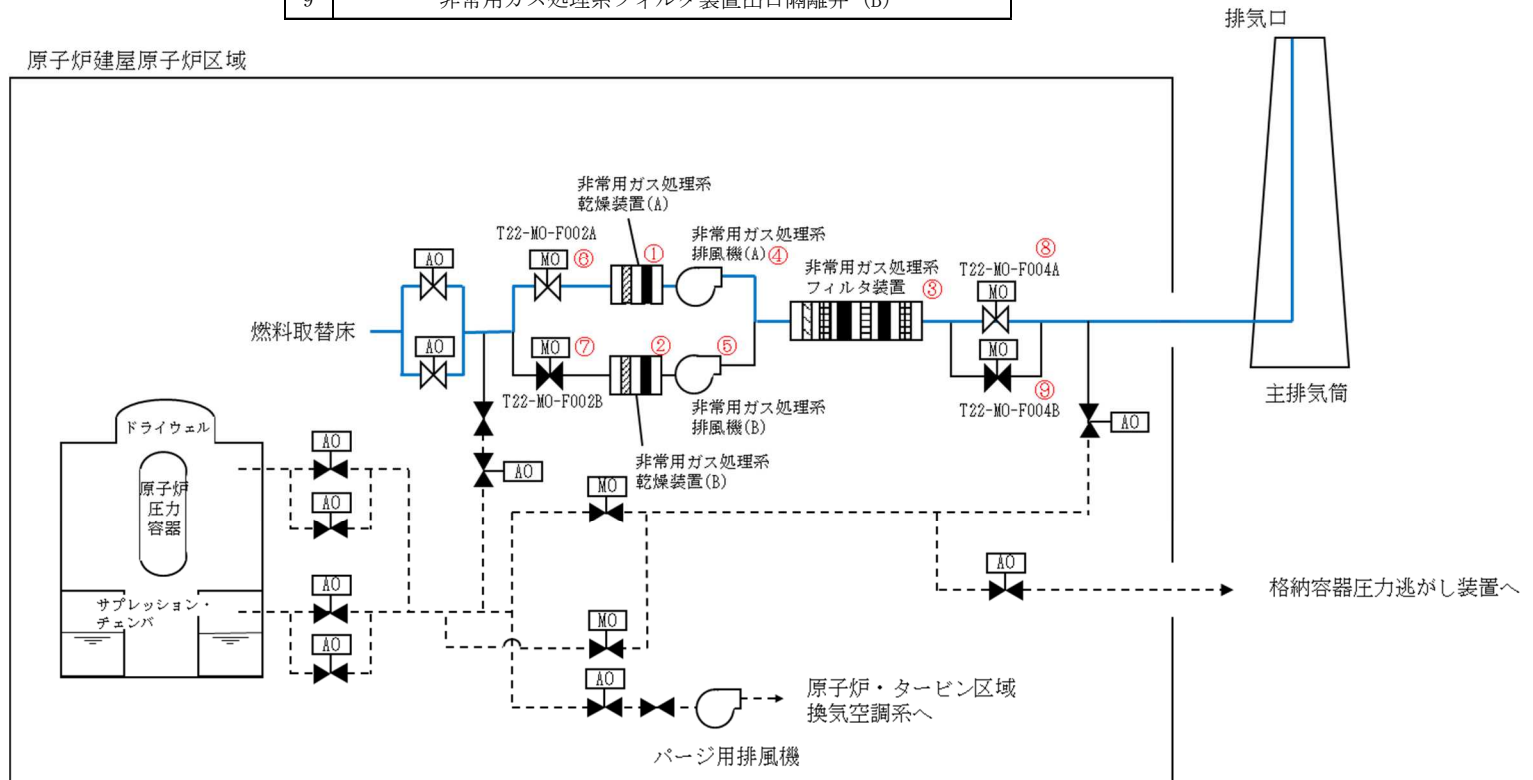 9 非常用ガス処理系フィルタ装置出口隔離弁 (B)
排気口
原子炉建屋原子炉区域
非常用ガス処理系
乾燥装置(A)
T22-MO-F002A
AO
MO
⑥
①
非常用ガス処理系
排風機(A)
④
非常用ガス処理系
フィルタ装置
③
⑧
T22-MO-F004A
MO
燃料取替床
AO
MO
⑦
②
⑤
MO
T22-MO-F002B
非常用ガス処理系
排風機(B)
⑨
T22-MO-F004B
主排気筒
ドライウェル
AO
AO
非常用ガス処理系
乾燥装置(B)
AO
原子炉
圧力
容器
AO
MO
AO
格納容器圧力逃がし装置へ
サプレッション・
チェンバ
AO
AO
MO
AO
原子炉・タービン区域
換気空調系へ
パージ用排風機